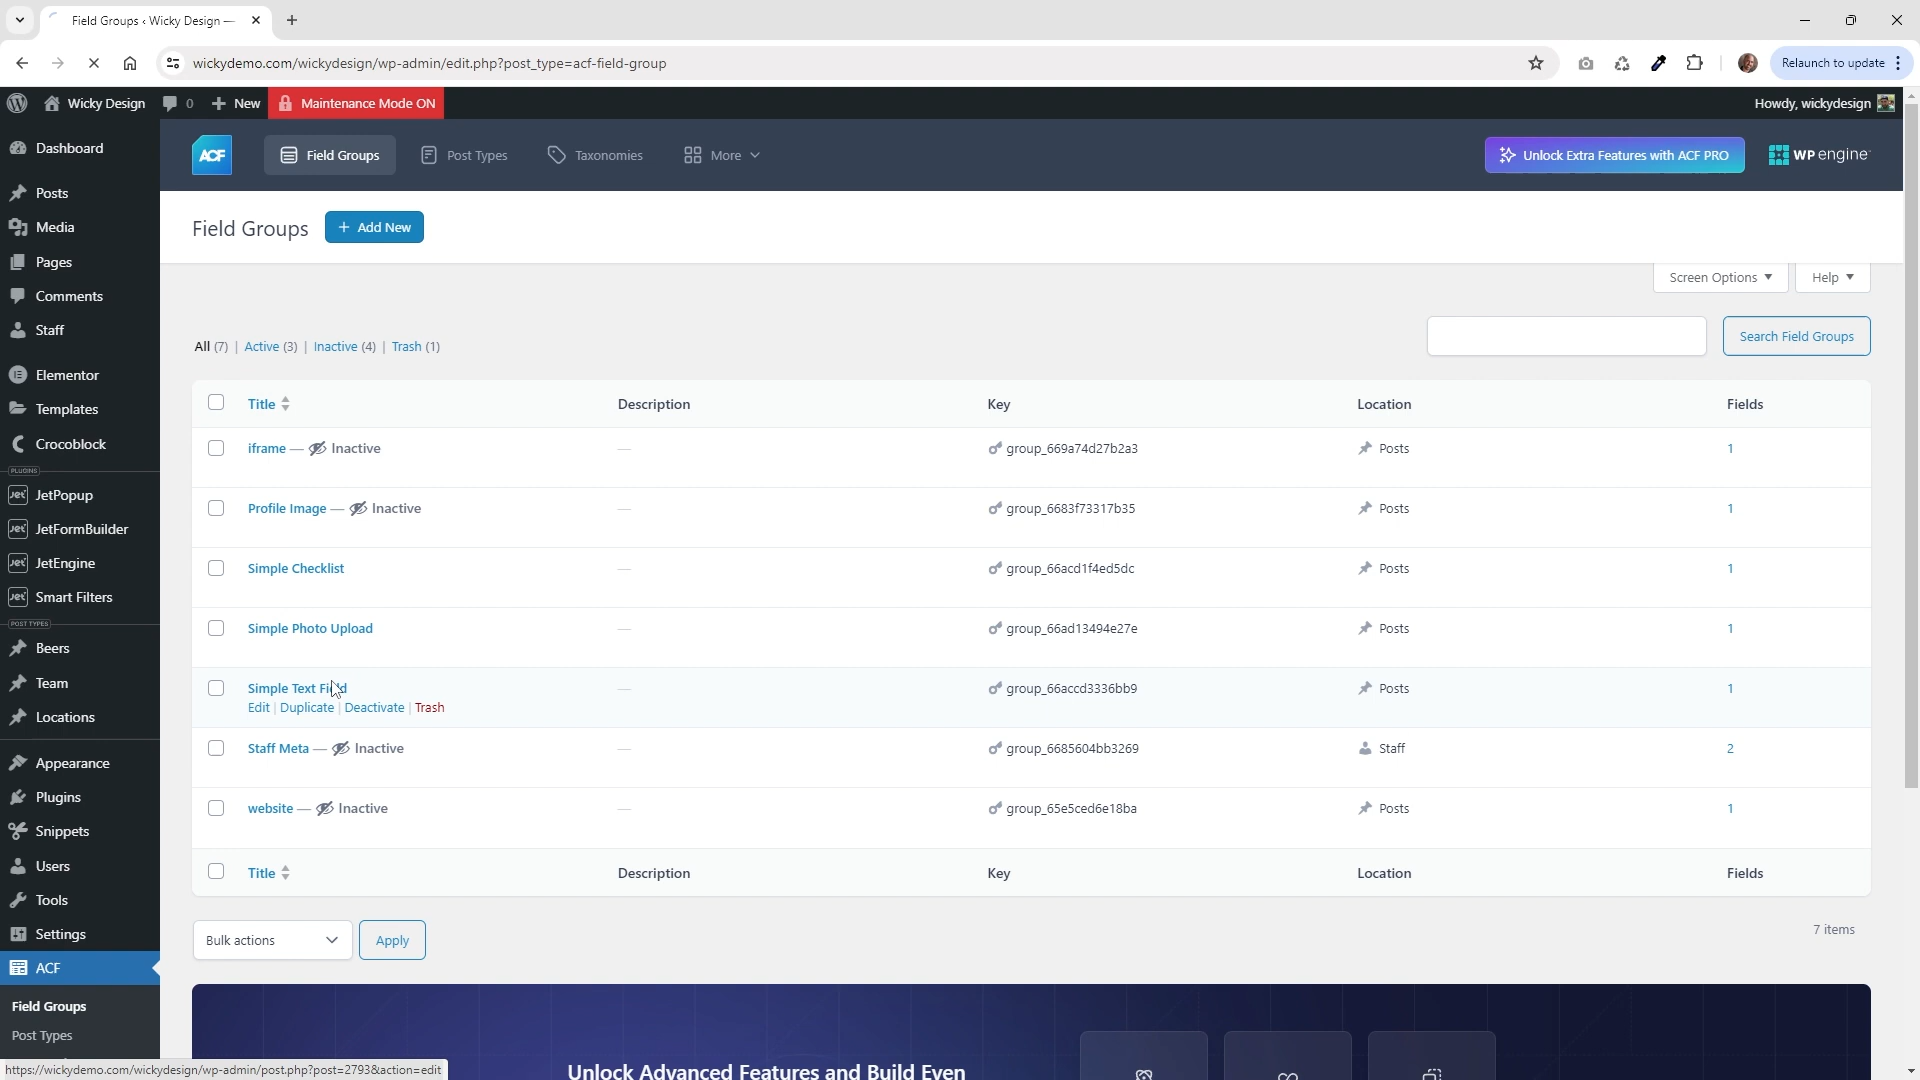 Field Groups ‹ Wicky Design —
wickydemo.com/wickydesign/wp-admin/edit.php?post_type=acf-field-group
Relaunch to update
Wicky Design
0
New
Maintenance Mode ON
Howdy, wickydesign
Dashboard
Posts
Media
Pages
Comments
Staff
Elementor
Templates
Crocoblock
PLUGINS
Jet JetPopup
Jet JetFormBuilder
Jet JetEngine
Jet Smart Filters
POST TYPES
Beers
Team
Locations
Appearance
Plugins
Snippets
Users
Tools
Settings
ACF
Field Groups
Post Types
ACF
Field Groups
Post Types
Taxonomies
More
Unlock Extra Features with ACF PRO
WP engine
Field Groups
+ Add New
Screen Options
Help
All (7) | Active (3) | Inactive (4) | Trash (1)
Search Field Groups
Title Description Key Location Fields
iframe — Inactive — group_669a74d27b2a3 Posts 1
Profile Image — Inactive — group_6683f73317b35 Posts 1
Simple Checklist — group_66acd1f4ed5dc Posts 1
Simple Photo Upload — group_66ad13494e27e Posts 1
Simple Text Field — group_66accd3336bb9 Posts 1
Edit | Duplicate | Deactivate | Trash
Staff Meta — Inactive — group_6685604bb3269 Staff 2
website — Inactive — group_65e5ced6e18ba Posts 1
Title Description Key Location Fields
Bulk actions
Apply
7 items
Unlock Advanced Features and Build Even
https://wickydemo.com/wickydesign/wp-admin/post.php?post=2793&action=edit